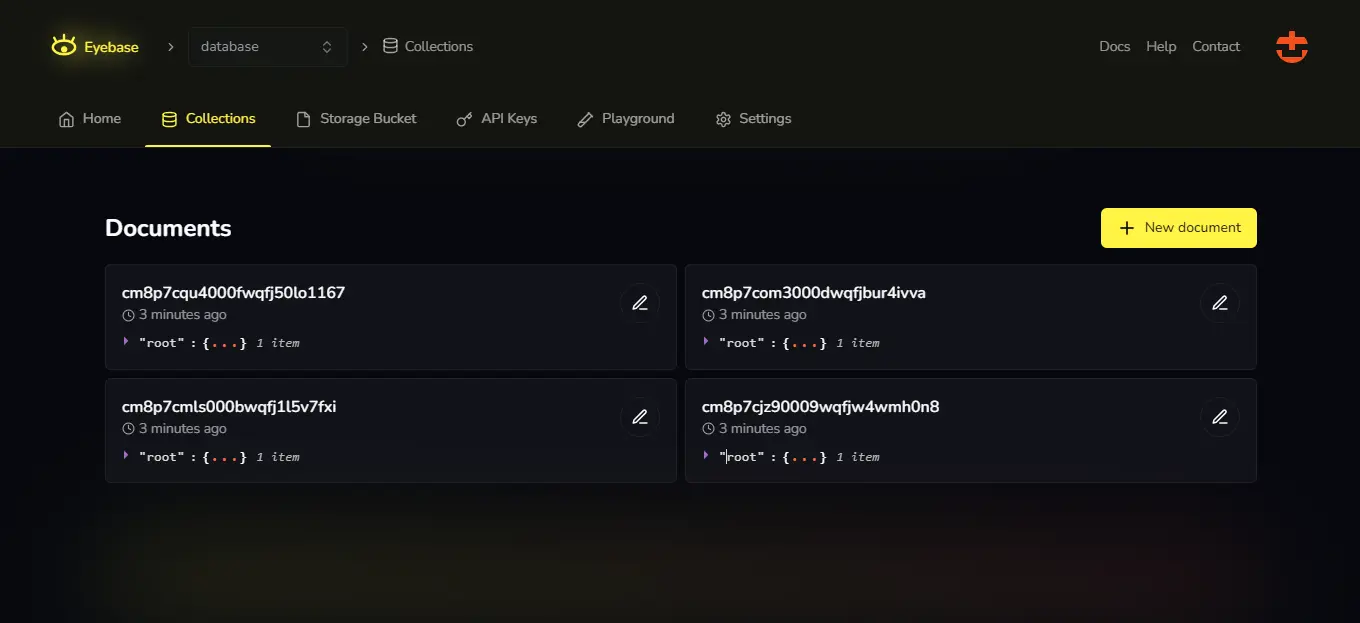 Eyebase
database
Collections
Docs
Help
Contact
Home
Collections
Storage Bucket
API Keys
Playground
Settings
Documents
New document
cm8p7cqu4000fwqfj50lo1167
3 minutes ago
"root" : {...} 1 item
cm8p7com3000dwqfjbur4ivva
3 minutes ago
"root" : {...} 1 item
cm8p7cmls000bwqfj1l5v7fxi
3 minutes ago
"root" : {...} 1 item
cm8p7cjz90009wqfjw4wmh0n8
3 minutes ago
"root" : {...} 1 item